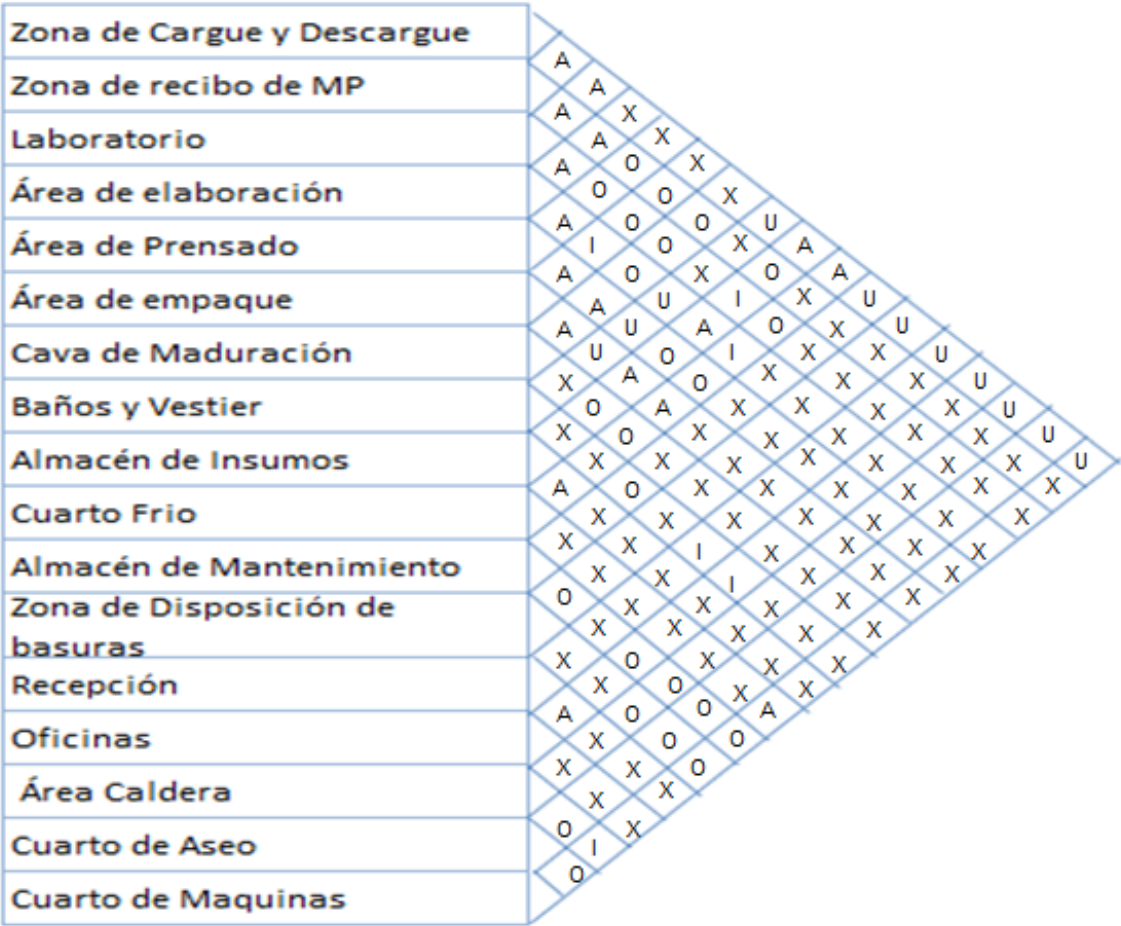 Zona de Cargue y Descargue
Zona de recibo de MP
Laboratorio
Área de elaboración
Área de Prensado
Área de empaque
Cava de Maduración
Baños y Vestier
Almacén de Insumos
Cuarto Frio
Almacén de Mantenimiento
Zona de Disposición de
basuras
Recepción
Oficinas
Área Caldera
Cuarto de Aseo
Cuarto de Maquinas
A A X X X X U A A U U U U U U U
A A O O O X O X X X X X X X X
A O O O X I O X X X X X X X
A I O U A I X X X X X X X
A A U O O X X X X X X X
A U A A X X X X X X X
X O O X X X X X X X
X X O X I I X X X
A X X X X X X X
X X X X X X A
O X O O O O
X X O O O
A X X X
X X X
O I
O